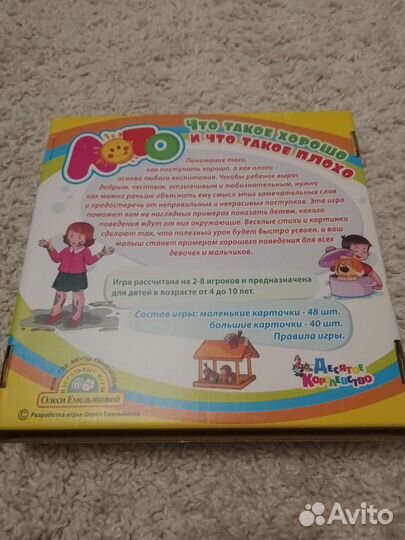 ЛОТО
ЧТО ТАКОЕ ХОРОШО
И ЧТО ТАКОЕ ПЛОХО
Понимание того,
как поступать хорошо, а как плохо -
основа любого воспитания. Чтобы ребенок вырос
добрым, честным, отзывчивым и любознательным, нужно
как можно раньше объяснить ему смысл этих замечательных слов
и предостеречь от неправильных и некрасивых поступков. Эта игра
поможет вам на наглядных примерах показать детям, какого
поведения ждут от них окружающие. Веселые стихи и картинки
сделают так, что полезный урок будет быстро усвоен, и ваш
малыш станет примером хорошего поведения для всех
девочек и мальчиков.
Игра рассчитана на 2-8 игроков и предназначена
для детей в возрасте от 4 до 10 лет.
Состав игры: маленькие карточки - 48 шт.
большие карточки - 40 шт.
Правила игры.
НАСТОЛЬНЫЕ ИГРЫ
Олеси Емельяновой
© Разработка игры: Олеся Емельянова
ДЕСЯТОЕ
КОРОЛЕВСТВО
Avito